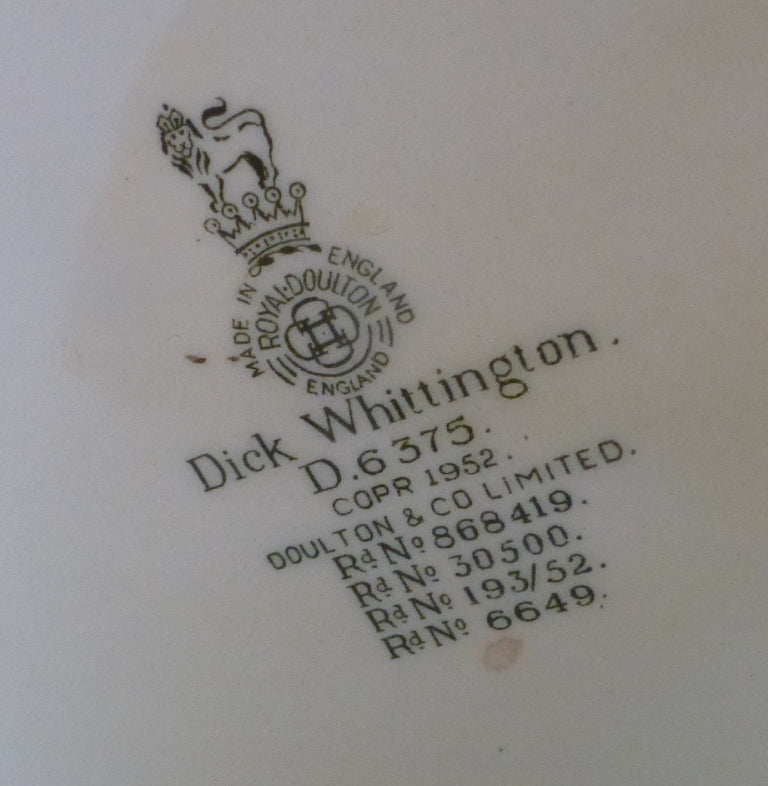 MADE IN ENGLAND
ROYAL·DOULTON
ENGLAND
Dick Whittington.
D.6375.
COPR 1952.
DOULTON & CO LIMITED.
Rd No 868419.
Rd No 30500.
Rd No 193/52.
Rd No 6649.